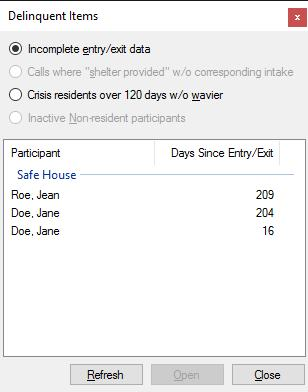 Delinquent Items
x
Incomplete entry/exit data
Calls where "shelter provided" w/o corresponding intake
Crisis residents over 120 days w/o wavier
Inactive Non-resident participants
Participant Days Since Entry/Exit
Safe House
Roe, Jean 209
Doe, Jane 204
Doe, Jane 16
Refresh Open Close